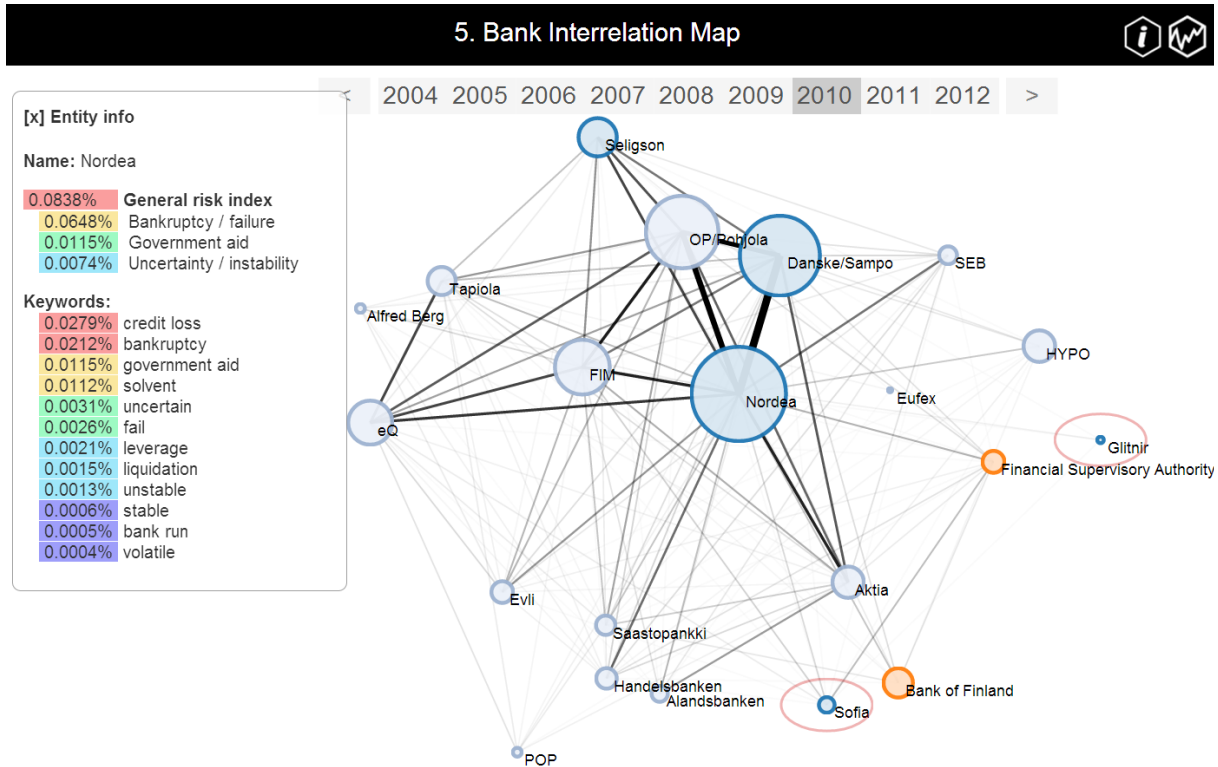 5. Bank Interrelation Map
i
< 2004 2005 2006 2007 2008 2009 2010 2011 2012 >
[x] Entity info
Name: Nordea
0.0838% General risk index
0.0648% Bankruptcy / failure
0.0115% Government aid
0.0074% Uncertainty / instability
Keywords:
0.0279% credit loss
0.0212% bankruptcy
0.0115% government aid
0.0112% solvent
0.0031% uncertain
0.0026% fail
0.0021% leverage
0.0015% liquidation
0.0013% unstable
0.0006% stable
0.0005% bank run
0.0004% volatile
Seligson
OP/Pohjola
Danske/Sampo
SEB
Tapiola
Alfred Berg
HYPO
FIM
Nordea
Eufex
eQ
Glitnir
Financial Supervisory Authority
Aktia
Evli
Saastopankki
Handelsbanken
Alandsbanken
Bank of Finland
Sofia
POP